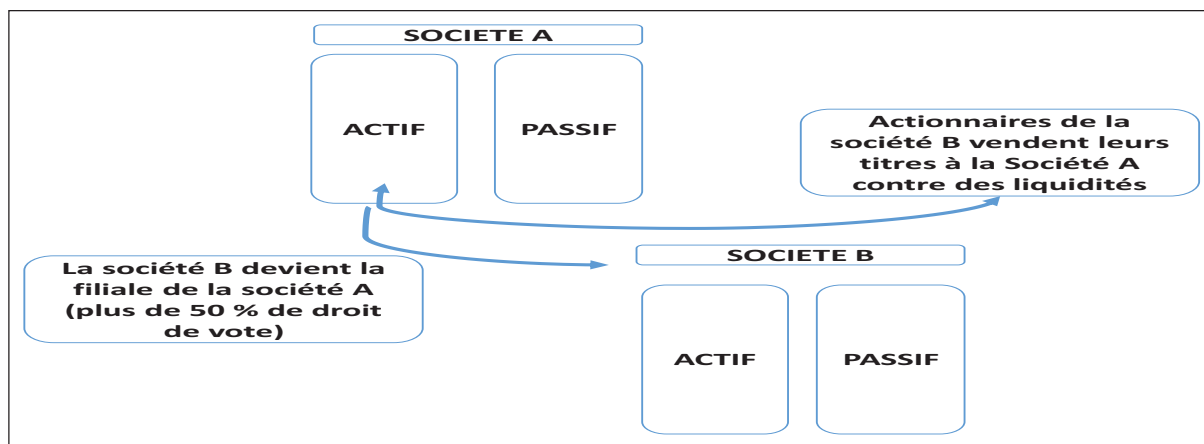 SOCIETE A
ACTIF
PASSIF
Actionnaires de la
société B vendent leurs
titres à la Société A
contre des liquidités
La société B devient la
filiale de la société A
(plus de 50 % de droit
de vote)
SOCIETE B
ACTIF
PASSIF